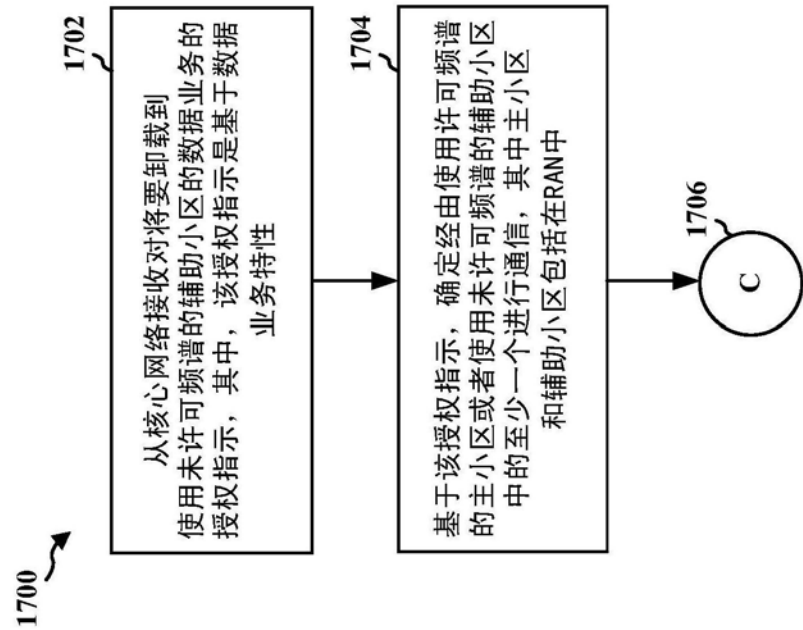 1700
1702
从核心网络接收对将要卸载到
使用未许可频谱的辅助小区的数据业务的
授权指示，其中，该授权指示是基于数据
业务特性
1704
基于该授权指示，确定经由使用许可频谱
的主小区或者使用未许可频谱的辅助小区
中的至少一个进行通信，其中主小区
和辅助小区包括在RAN中
1706
C